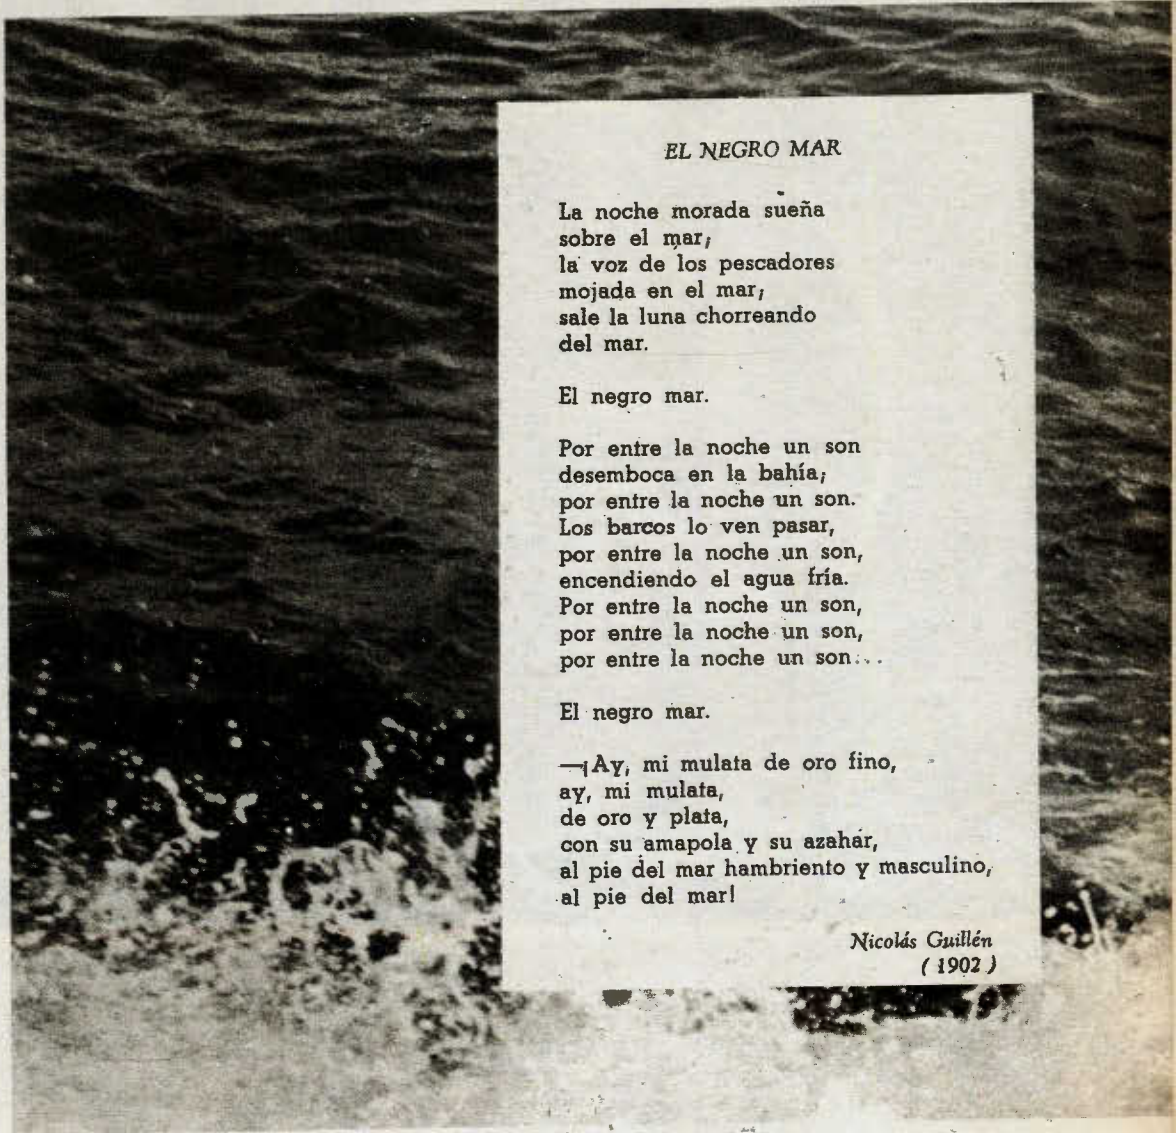 EL NEGRO MAR
La noche morada sueña
sobre el mar;
la voz de los pescadores
mojada en el mar;
sale la luna chorreando
del mar.
El negro mar.
Por entre la noche un son
desemboca en la bahía;
por entre la noche un son.
Los barcos lo ven pasar,
por entre la noche un son,
encendiendo el agua fría.
Por entre la noche un son,
por entre la noche un son,
por entre la noche un son...
El negro mar.
—¡Ay, mi mulata de oro fino,
ay, mi mulata,
de oro y plata,
con su amapola y su azahar,
al pie del mar hambriento y masculino,
al pie del mar!
Nicolás Guillén
(1902)